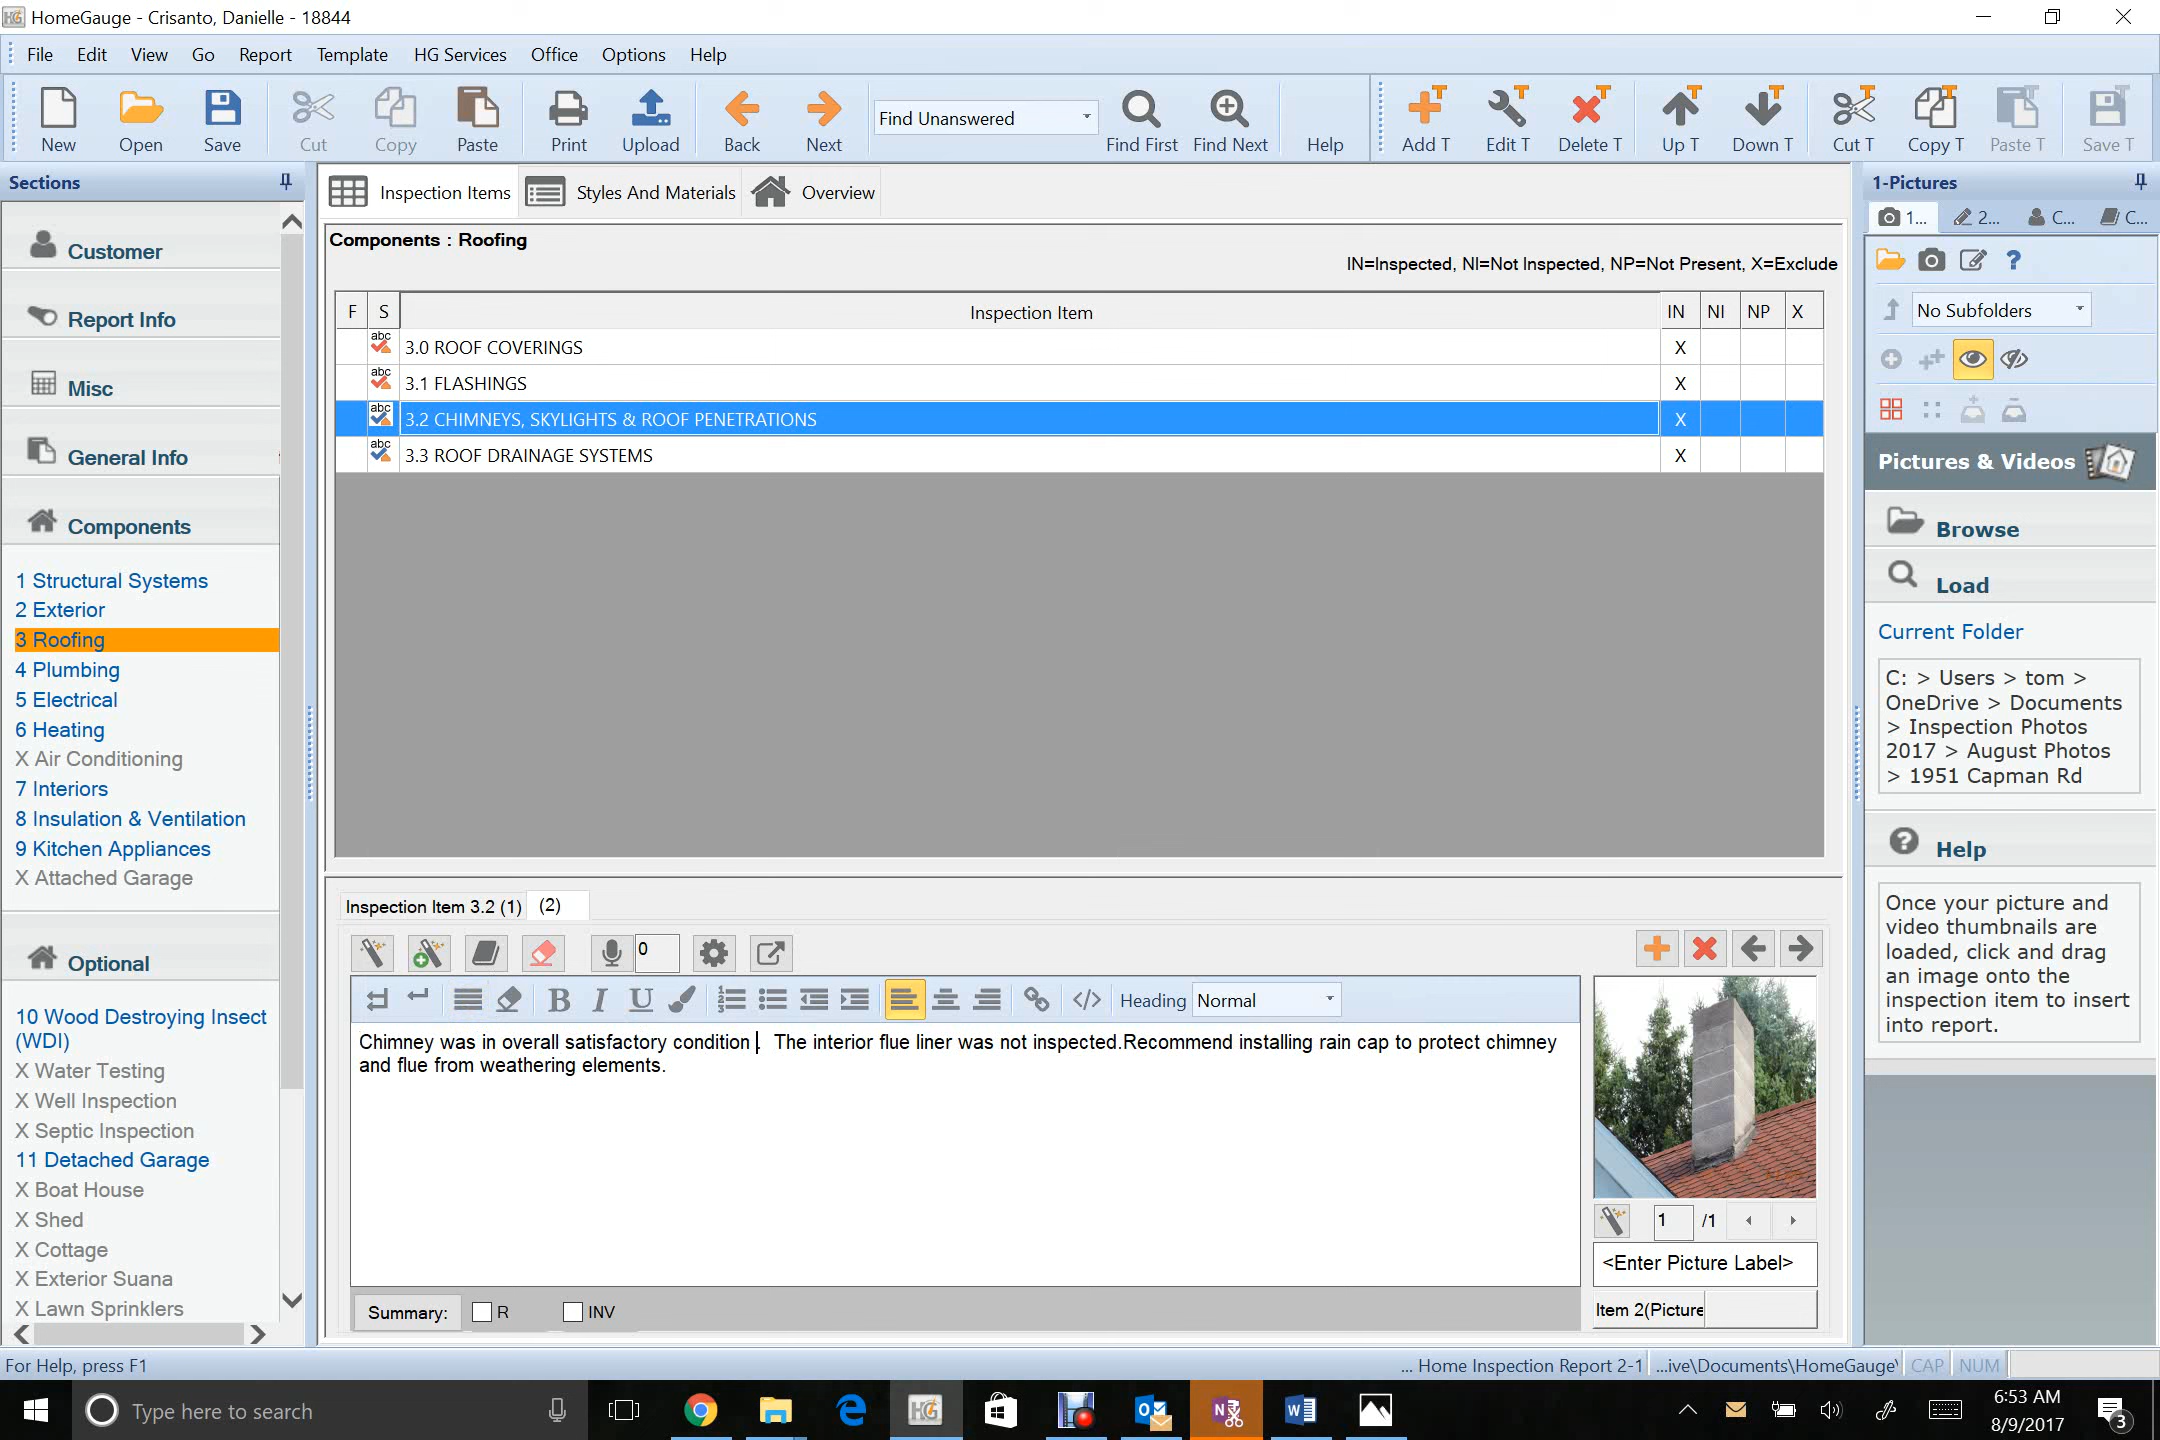 HomeGauge - Crisanto, Danielle - 18844
File Edit View Go Report Template HG Services Office Options Help
New Open Save Cut Copy Paste Print Upload Back Next Find Unanswered Find First Find Next Help Add T Edit T Delete T Up T Down T Cut T Copy T Paste T Save T
Sections
Customer
Report Info
Misc
General Info
Components
1 Structural Systems
2 Exterior
3 Roofing
4 Plumbing
5 Electrical
6 Heating
X Air Conditioning
7 Interiors
8 Insulation & Ventilation
9 Kitchen Appliances
X Attached Garage
Optional
10 Wood Destroying Insect
(WDI)
X Water Testing
X Well Inspection
X Septic Inspection
11 Detached Garage
X Boat House
X Shed
X Cottage
X Exterior Suana
X Lawn Sprinklers
Inspection Items Styles And Materials Overview
Components : Roofing
IN=Inspected, NI=Not Inspected, NP=Not Present, X=Exclude
F S Inspection Item IN NI NP X
abc 3.0 ROOF COVERINGS X
abc 3.1 FLASHINGS X
abc 3.2 CHIMNEYS, SKYLIGHTS & ROOF PENETRATIONS X
abc 3.3 ROOF DRAINAGE SYSTEMS X
Inspection Item 3.2 (1) (2)
0
B I U Heading Normal
Chimney was in overall satisfactory condition . The interior flue liner was not inspected.Recommend installing rain cap to protect chimney
and flue from weathering elements.
1 /1
<Enter Picture Label>
Item 2(Picture
Summary: R INV
1-Pictures
1... 2... C... C...
No Subfolders
Pictures & Videos
Browse
Load
Current Folder
C: > Users > tom >
OneDrive > Documents
> Inspection Photos
2017 > August Photos
> 1951 Capman Rd
Help
Once your picture and
video thumbnails are
loaded, click and drag
an image onto the
inspection item to insert
into report.
For Help, press F1
... Home Inspection Report 2-1 ...ive\Documents\HomeGauge\ CAP NUM
Type here to search
6:53 AM
8/9/2017
3